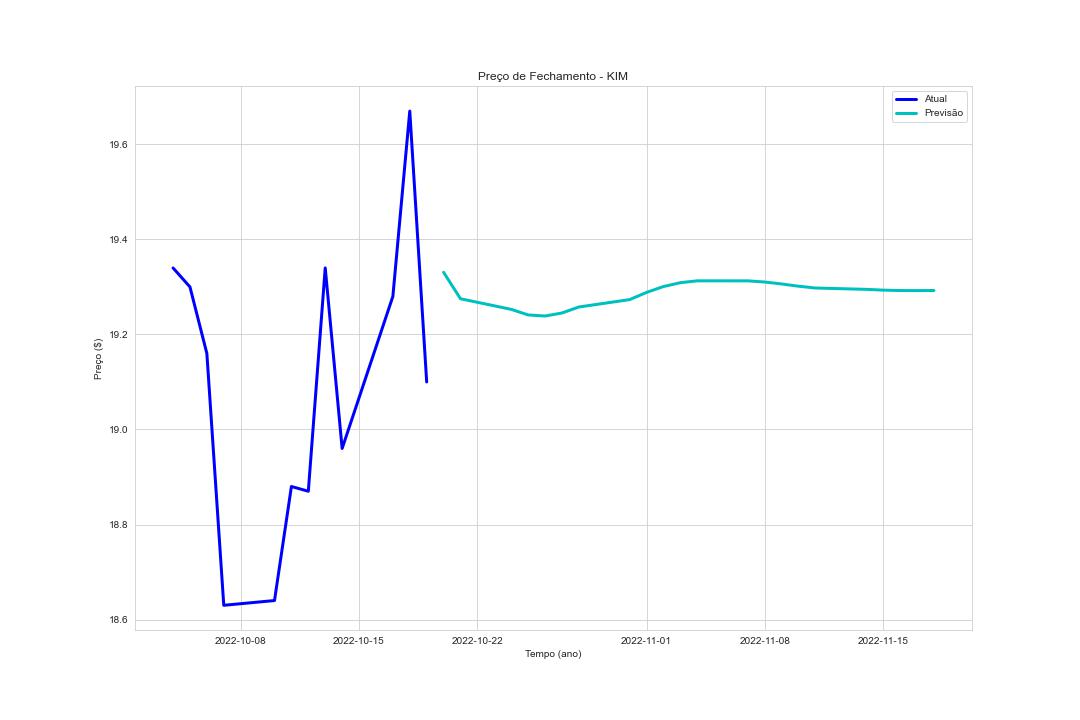 Preço de Fechamento - KIM
Atual
Previsão
19.6
19.4
19.2
19.0
18.8
18.6
Preço ($)
2022-10-08
2022-10-15
2022-10-22
2022-11-01
2022-11-08
2022-11-15
Tempo (ano)